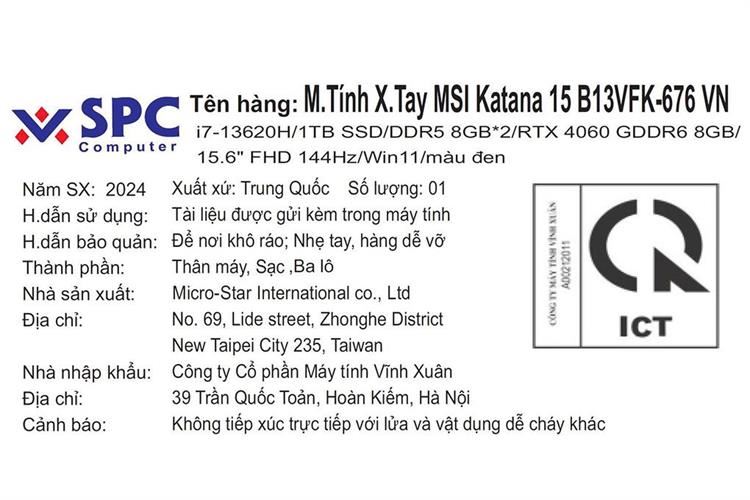 SPC
Computer
Tên hàng: M.Tính X.Tay MSI Katana 15 B13VFK-676 VN
i7-13620H/1TB SSD/DDR5 8GB*2/RTX 4060 GDDR6 8GB/
15.6" FHD 144Hz/Win11/màu đen
Năm SX: 2024 Xuất xứ: Trung Quốc Số lượng: 01
H.dẫn sử dụng: Tài liệu được gửi kèm trong máy tính
H.dẫn bảo quản: Để nơi khô ráo; Nhẹ tay, hàng dễ vỡ
Thành phần: Thân máy, Sạc ,Ba lô
Nhà sản xuất: Micro-Star International co., Ltd
Địa chỉ: No. 69, Lide street, Zhonghe District
New Taipei City 235, Taiwan
Nhà nhập khẩu: Công ty Cổ phần Máy tính Vĩnh Xuân
Địa chỉ: 39 Trần Quốc Toản, Hoàn Kiếm, Hà Nội
Cảnh báo: Không tiếp xúc trực tiếp với lửa và vật dụng dễ cháy khác
CÔNG TY MÁY TÍNH VĨNH XUÂN
A00212011
ICT